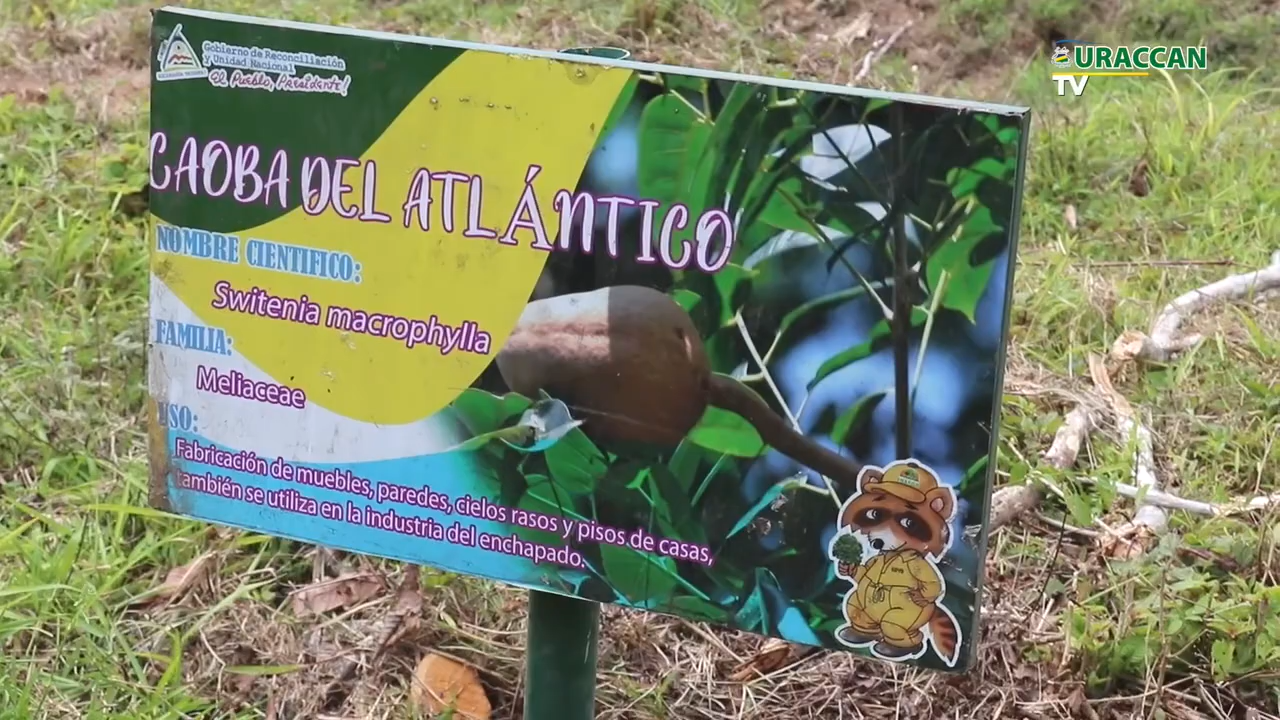 Gobierno de Reconciliación
y Unidad Nacional
El Pueblo, Presidente!
URACCAN
TV
CAOBA DEL ATLÁNTICO
NOMBRE CIENTIFICO:
Switenia macrophylla
FAMILIA:
Meliaceae
USO:
Fabricación de muebles, paredes, cielos rasos y pisos de casas,
también se utiliza en la industria del enchapado.